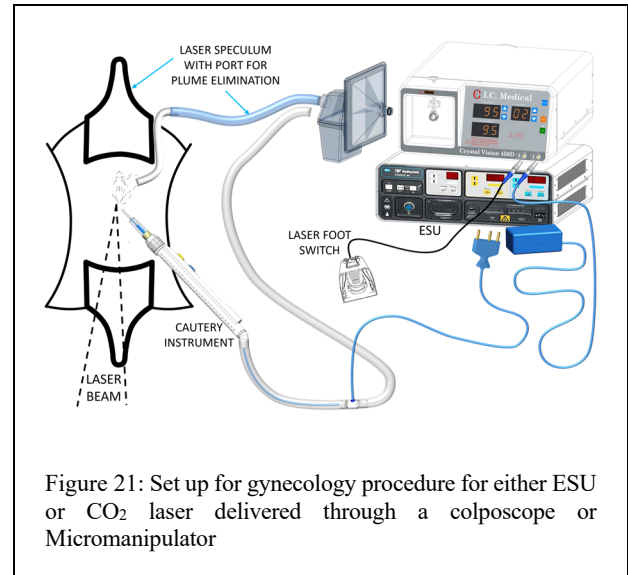 LASER SPECULUM
WITH PORT FOR
PLUME ELIMINATION
I.C. Medical
95 02
95
Crystal Vision 450D
ESU
LASER FOOT
SWITCH
CAUTERY
INSTRUMENT
LASER
BEAM
Figure 21: Set up for gynecology procedure for either ESU
or CO₂ laser delivered through a colposcope or
Micromanipulator